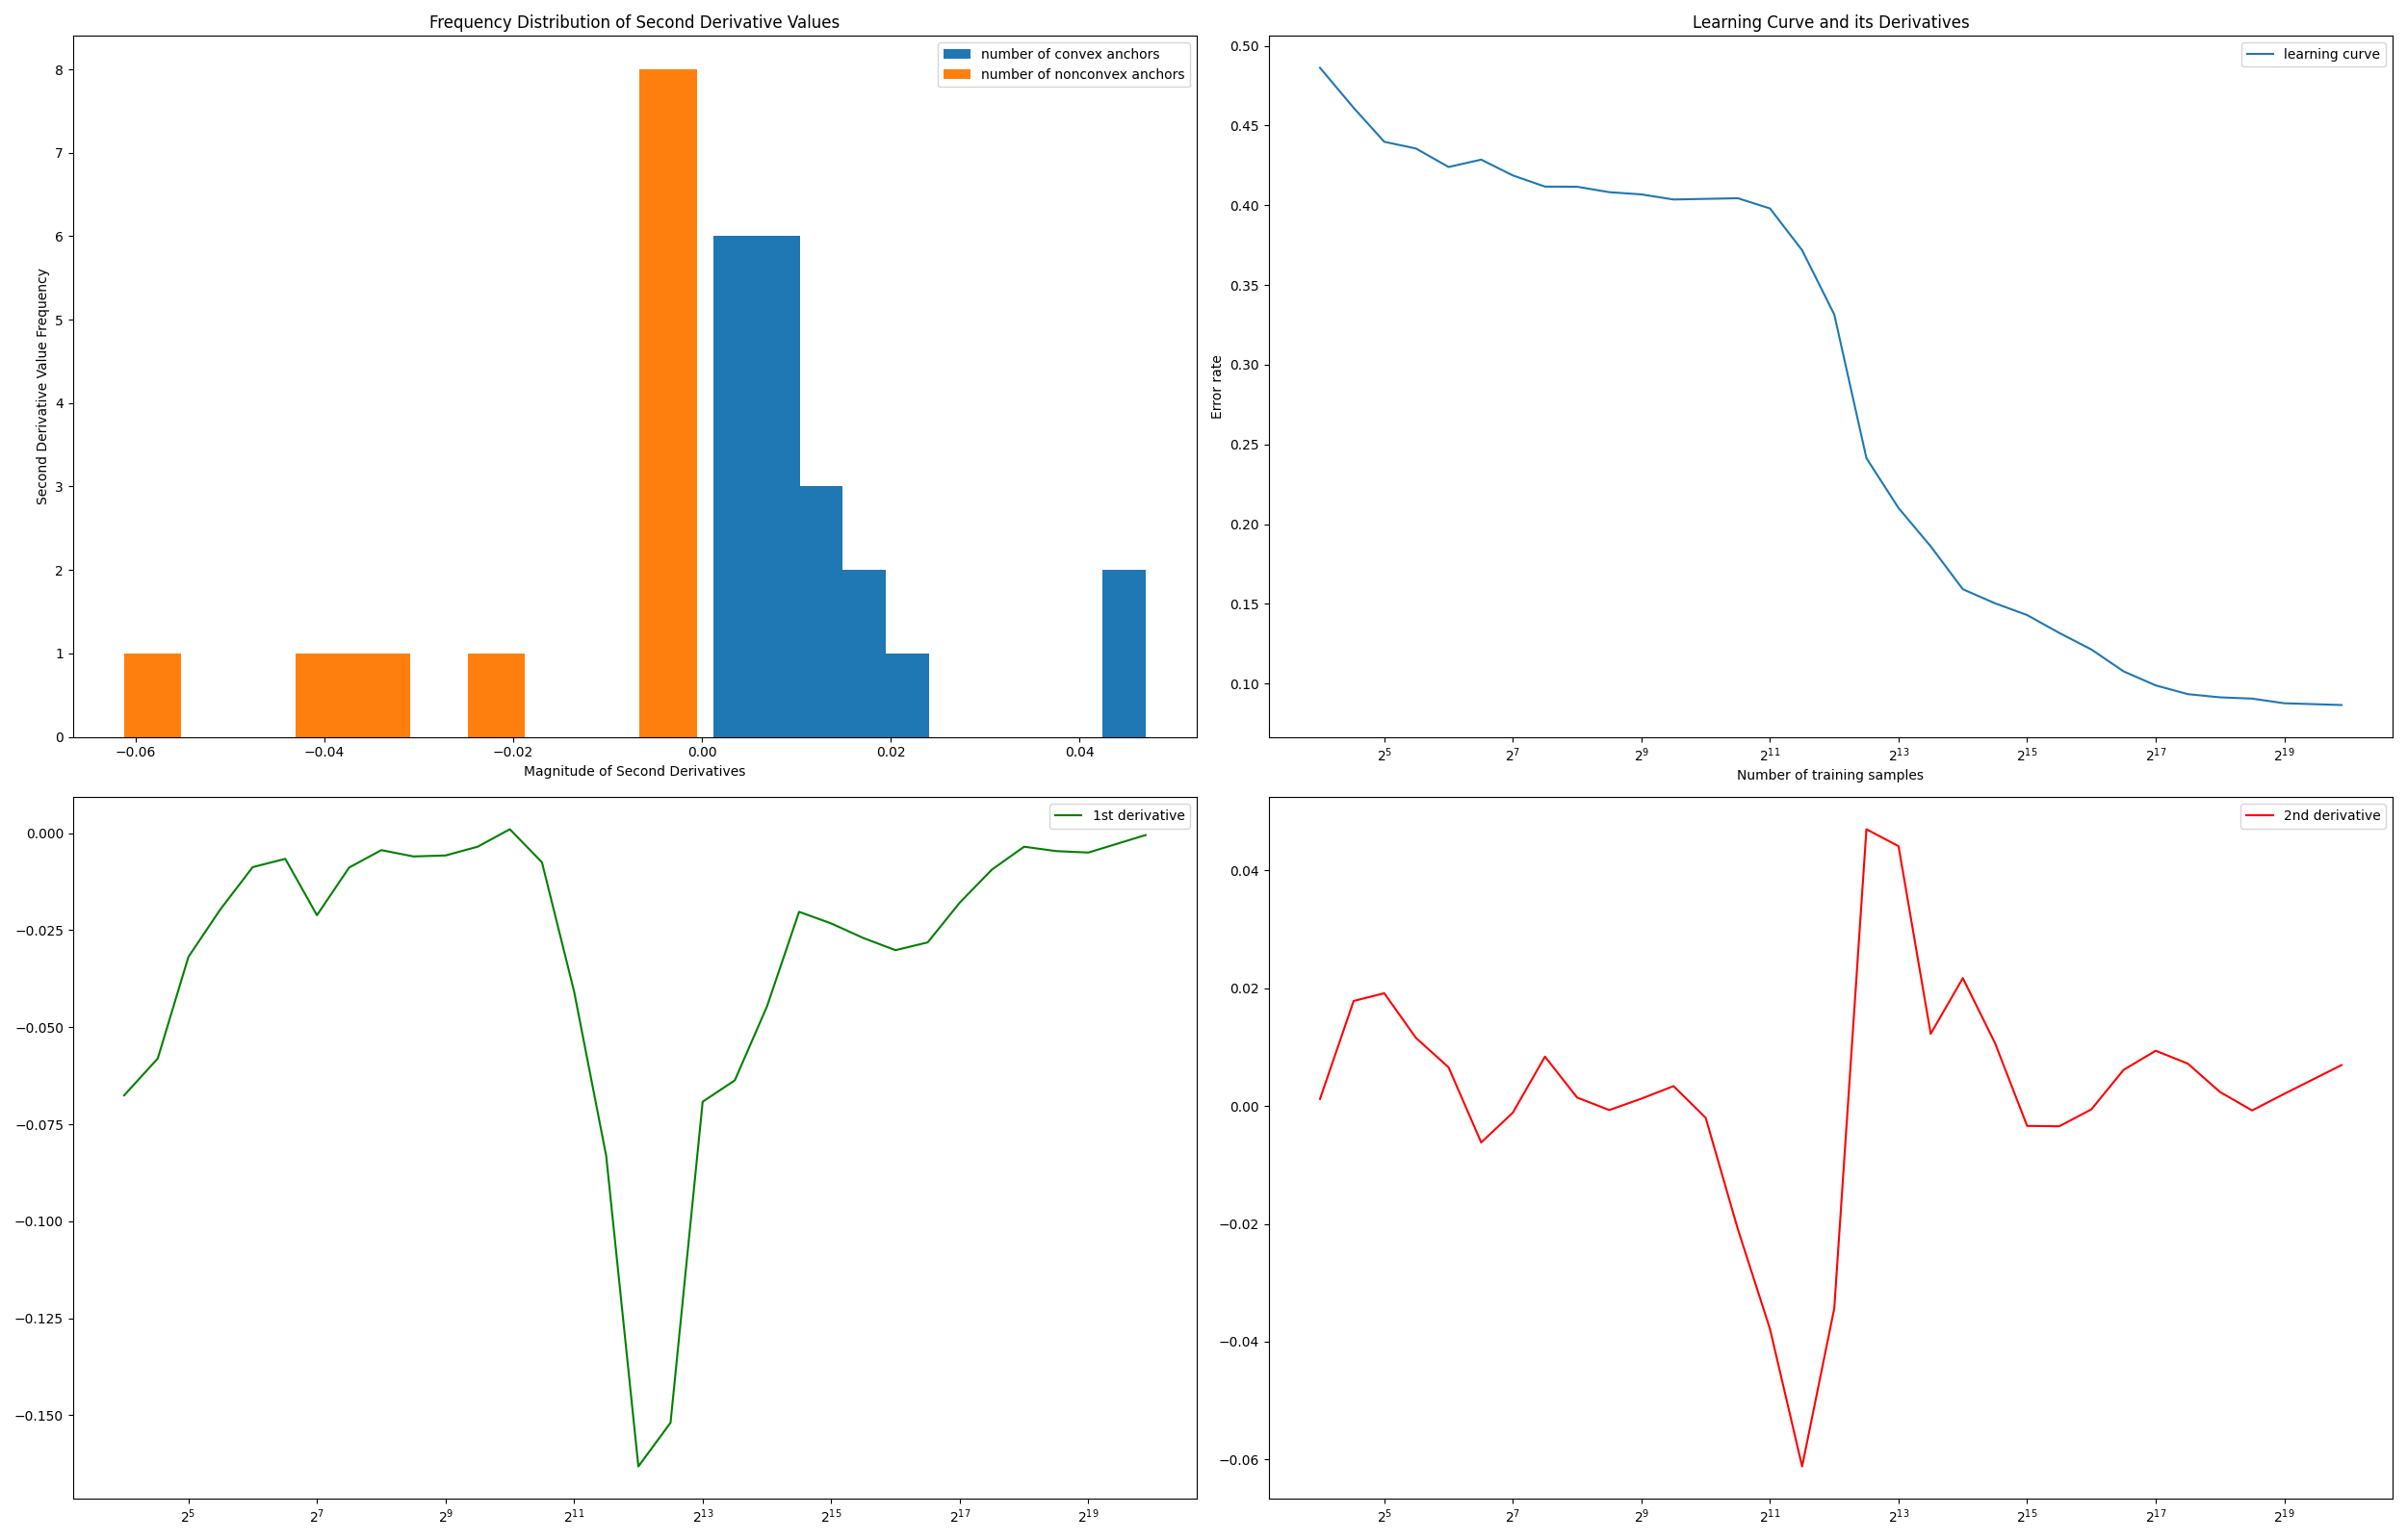 Frequency Distribution of Second Derivative Values
number of convex anchors
number of nonconvex anchors
Second Derivative Value Frequency
8
7
6
5
4
3
2
1
0
−0.06 −0.04 −0.02 0.00 0.02 0.04
Magnitude of Second Derivatives
Learning Curve and its Derivatives
learning curve
Error rate
0.50
0.45
0.40
0.35
0.30
0.25
0.20
0.15
0.10
2^5 2^7 2^9 2^11 2^13 2^15 2^17 2^19
Number of training samples
1st derivative
0.000
−0.025
−0.050
−0.075
−0.100
−0.125
−0.150
2^5 2^7 2^9 2^11 2^13 2^15 2^17 2^19
2nd derivative
0.04
0.02
0.00
−0.02
−0.04
−0.06
2^5 2^7 2^9 2^11 2^13 2^15 2^17 2^19